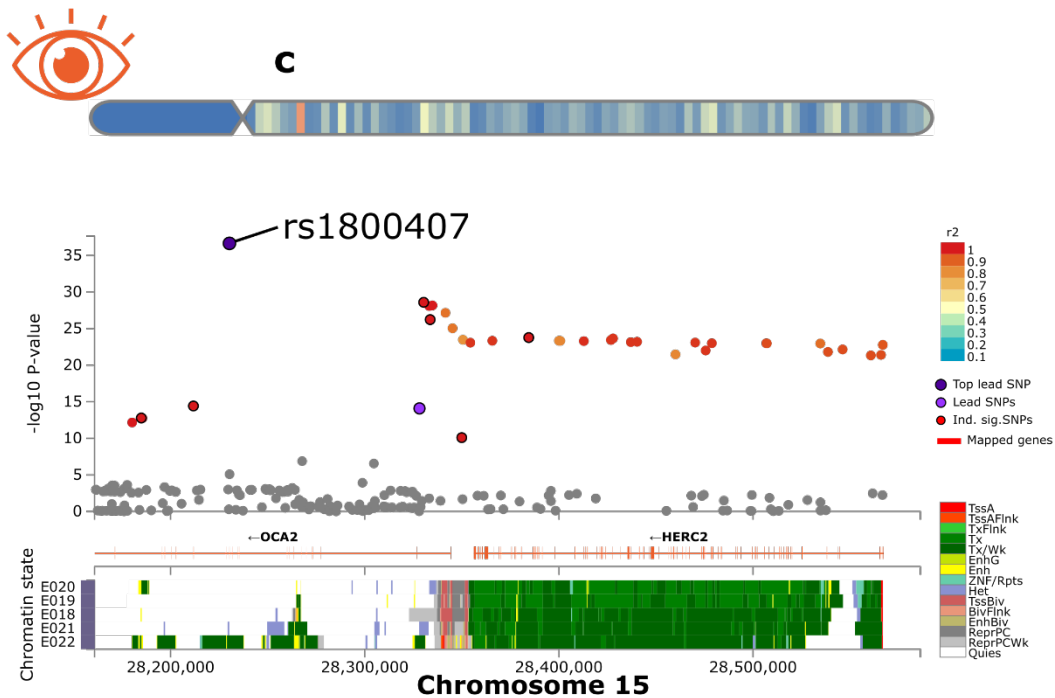 C
rs1800407
-log10 P-value
35
30
25
20
15
10
5
0
r2
1
0.9
0.8
0.7
0.6
0.5
0.4
0.3
0.2
0.1
Top lead SNP
Lead SNPs
Ind. sig.SNPs
Mapped genes
←OCA2
←HERC2
Chromatin state
E020
E019
E018
E021
E022
TssA
TssAFlnk
TxFlnk
Tx
Tx/Wk
EnhG
Enh
ZNF/Rpts
Het
TssBiv
BivFlnk
EnhBiv
ReprPC
ReprPCWk
Quies
28,200,000 28,300,000 28,400,000 28,500,000
Chromosome 15